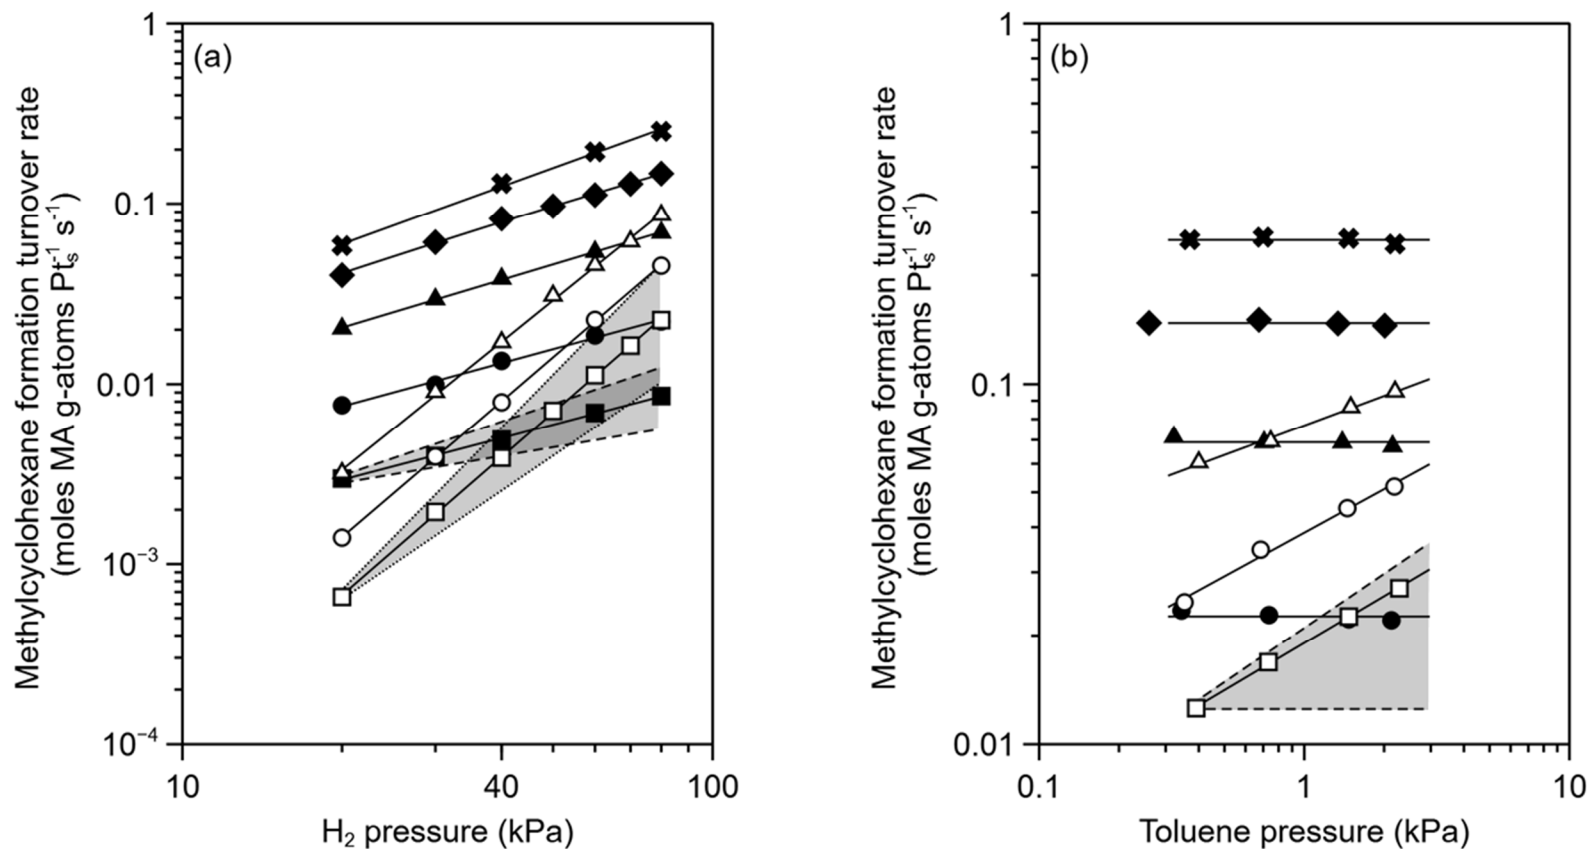 (a)
Methylcyclohexane formation turnover rate
(moles MA g-atoms Pt_s^-1 s^-1)
1
0.1
0.01
10^−3
10^−4
10
40
100
H₂ pressure (kPa)
(b)
Methylcyclohexane formation turnover rate
(moles MA g-atoms Pt_s^-1 s^-1)
1
0.1
0.01
0.1
1
10
Toluene pressure (kPa)